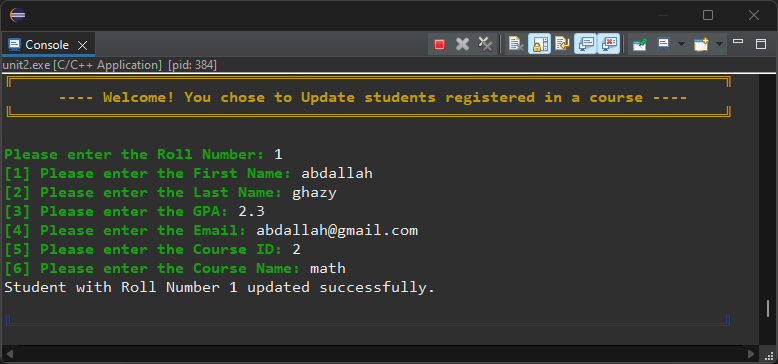 Console
unit2.exe [C/C++ Application] [pid: 384]
---- Welcome! You chose to Update students registered in a course ----
Please enter the Roll Number: 1
[1] Please enter the First Name: abdallah
[2] Please enter the Last Name: ghazy
[3] Please enter the GPA: 2.3
[4] Please enter the Email: abdallah@gmail.com
[5] Please enter the Course ID: 2
[6] Please enter the Course Name: math
Student with Roll Number 1 updated successfully.